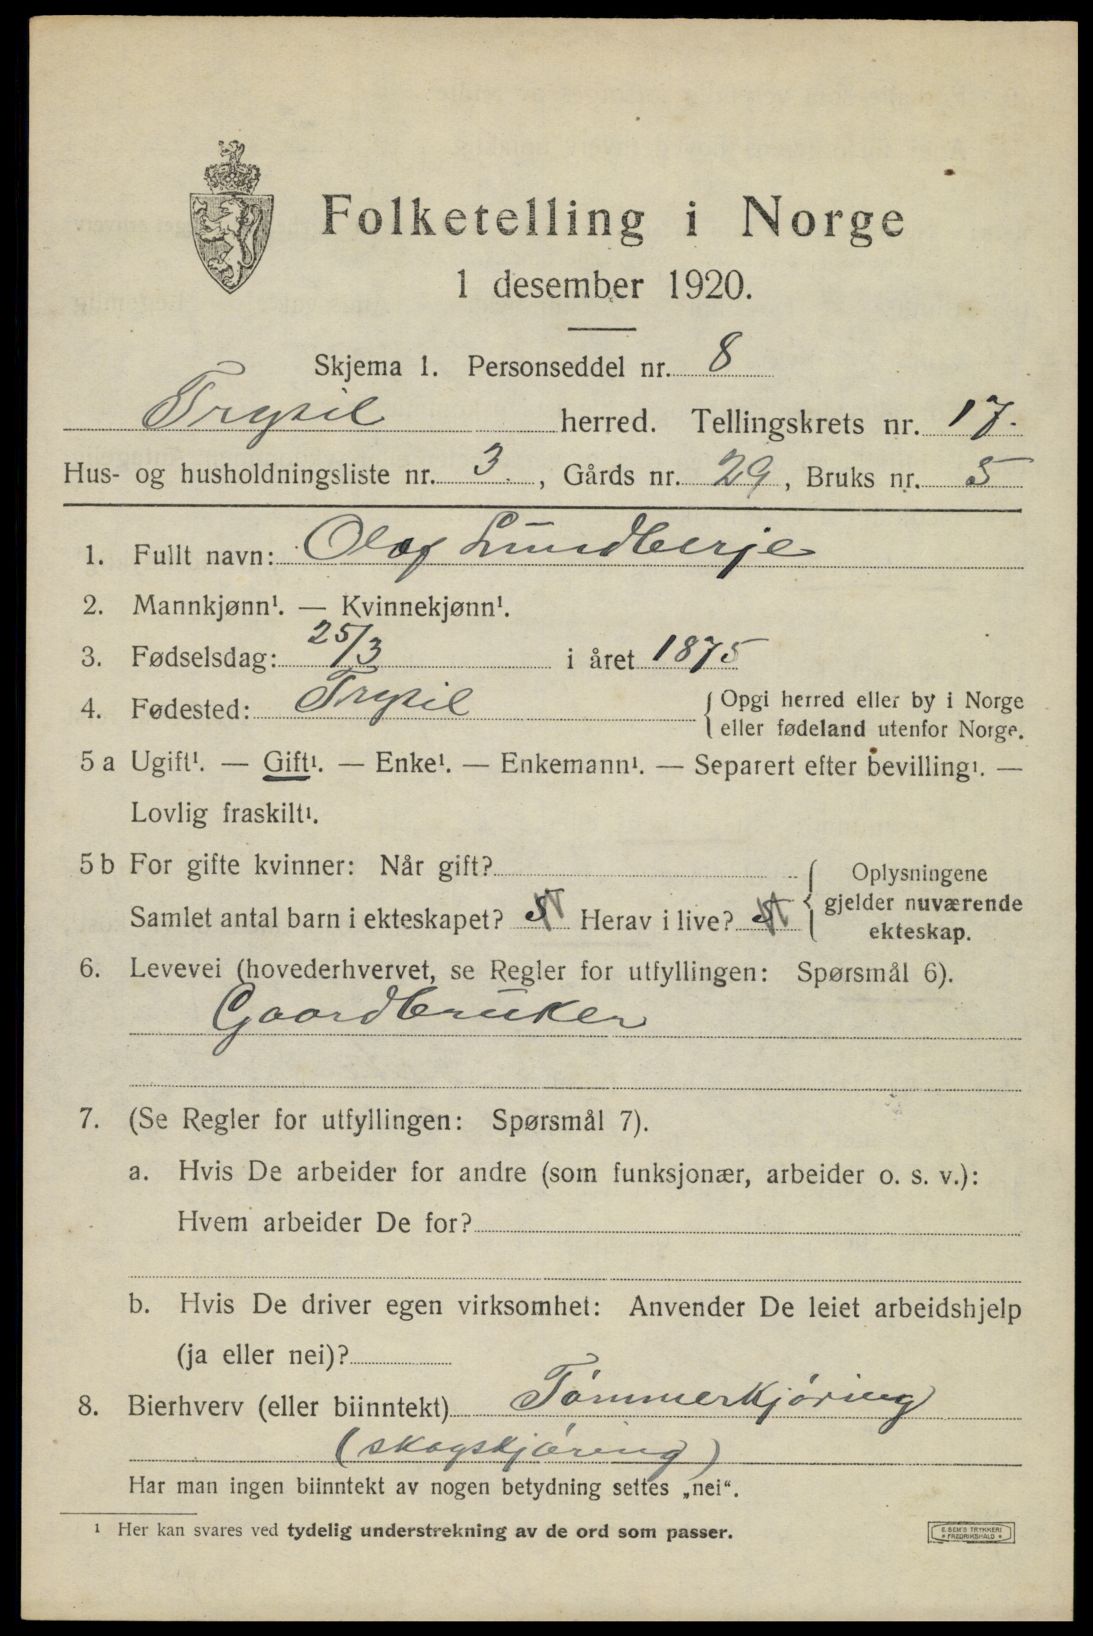 Folketelling i Norge
1 desember 1920.
Skjema 1. Personseddel nr. 8
Trysil herred. Tellingskrets nr. 17.
Hus- og husholdningsliste nr. 3., Gårds nr. 29, Bruks nr. 5
1. Fullt navn: Olaf Lundberje
2. Mannkjønn¹. — Kvinnekjønn¹.
3. Fødselsdag: 25/3 i året 1875
4. Fødested: Trysil { Opgi herred eller by i Norge
eller fødeland utenfor Norge.
5 a Ugift¹. — Gift¹. — Enke¹. — Enkemann¹. — Separert efter bevilling¹. —
Lovlig fraskilt¹.
5 b For gifte kvinner: Når gift? { Oplysningene
Samlet antal barn i ekteskapet? 5 Herav i live? 5 gjelder nuværende
ekteskap.
6. Levevei (hovederhvervet, se Regler for utfyllingen: Spørsmål 6).
Gaardbruker
7. (Se Regler for utfyllingen: Spørsmål 7).
a. Hvis De arbeider for andre (som funksjonær, arbeider o. s. v.):
Hvem arbeider De for?
b. Hvis De driver egen virksomhet: Anvender De leiet arbeidshjelp
(ja eller nei)?
8. Bierhverv (eller biinntekt) Tømmerkjøring
(skogskjøring)
Har man ingen biinntekt av nogen betydning settes „nei“.
¹ Her kan svares ved tydelig understrekning av de ord som passer.
E. SEM'S TRYKKERI
* FREDRIKSHALD *